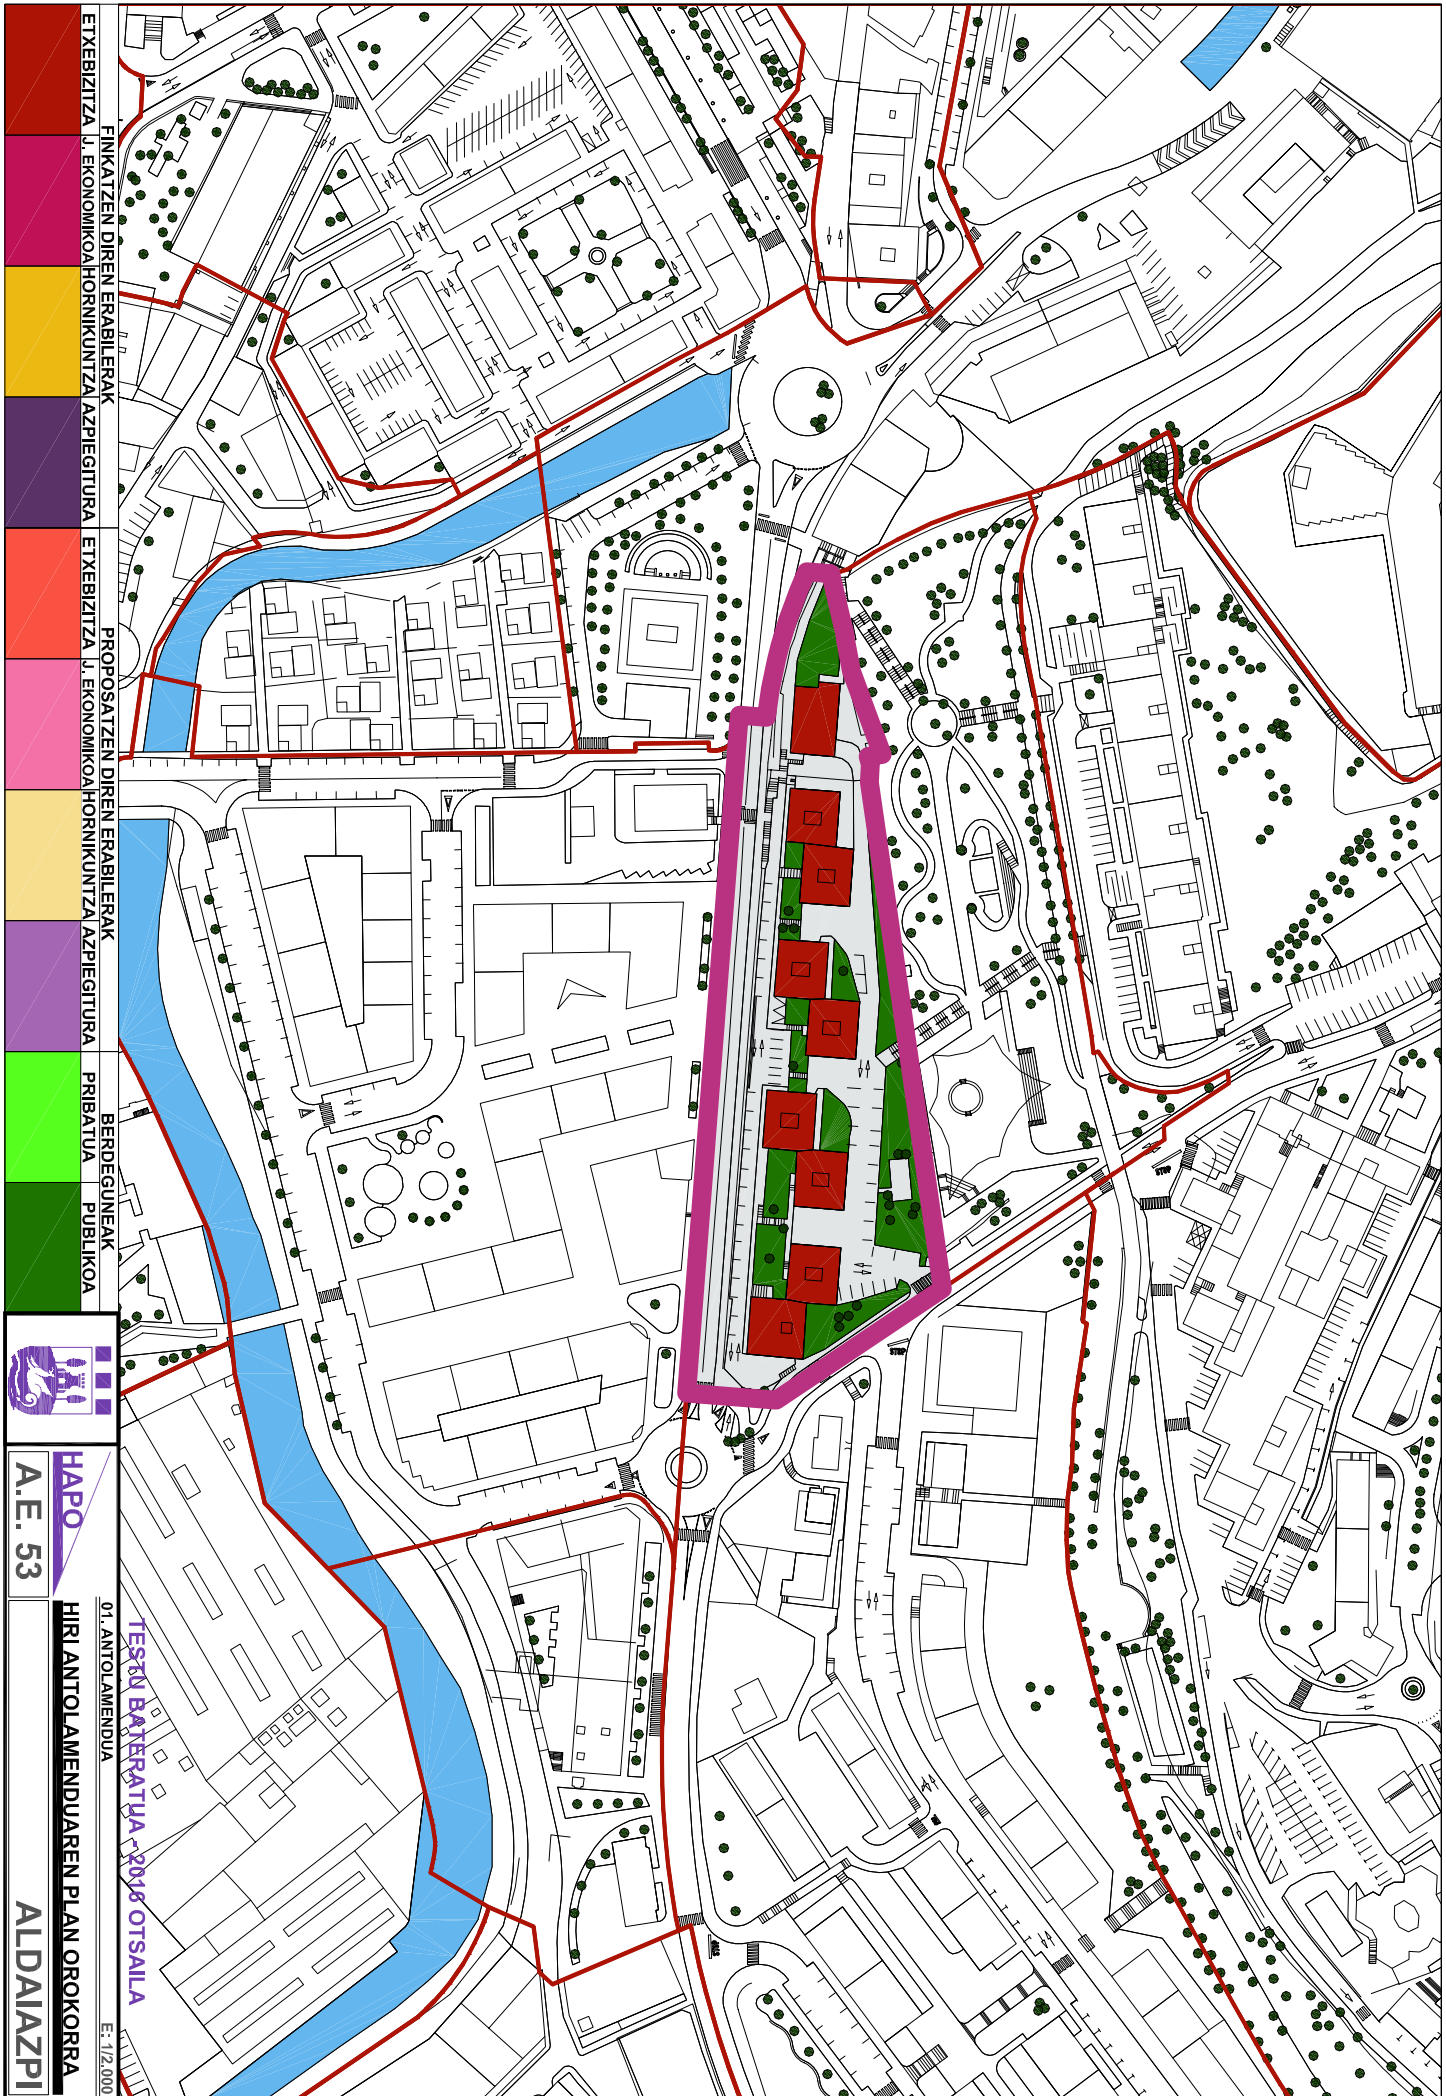 FINKATZEN DIREN ERABILERAK
ETXEBIZITZA
J. EKONOMIKOA
HORNIKUNTZA
AZPIEGITURA
PROPOSATZEN DIREN ERABILERAK
ETXEBIZITZA
J. EKONOMIKOA
HORNIKUNTZA
AZPIEGITURA
BERDEGUNEAK
PRIBATUA
PUBLIKOA
HAPO
A.E. 53
TESTU BATERATUA - 2016 OTSAILA
01. ANTOLAMENDUA
E: 1/2.000
HIRI ANTOLAMENDUAREN PLAN OROKORRA
ALDAIAZPI
STOP
STOP
STOP